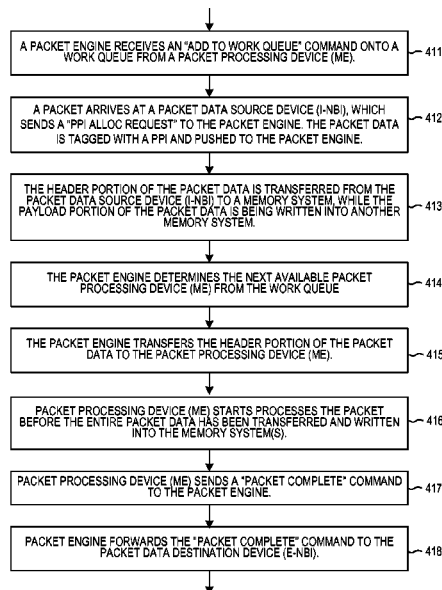 A PACKET ENGINE RECEIVES AN "ADD TO WORK QUEUE" COMMAND ONTO A
WORK QUEUE FROM A PACKET PROCESSING DEVICE (ME).
411
A PACKET ARRIVES AT A PACKET DATA SOURCE DEVICE (I-NBI), WHICH
SENDS A "PPI ALLOC REQUEST" TO THE PACKET ENGINE. THE PACKET DATA
IS TAGGED WITH A PPI AND PUSHED TO THE PACKET ENGINE.
412
THE HEADER PORTION OF THE PACKET DATA IS TRANSFERRED FROM THE
PACKET DATA SOURCE DEVICE (I-NBI) TO A MEMORY SYSTEM, WHILE THE
PAYLOAD PORTION OF THE PACKET DATA IS BEING WRITTEN INTO ANOTHER
MEMORY SYSTEM.
413
THE PACKET ENGINE DETERMINES THE NEXT AVAILABLE PACKET
PROCESSING DEVICE (ME) FROM THE WORK QUEUE
414
THE PACKET ENGINE TRANSFERS THE HEADER PORTION OF THE PACKET
DATA TO THE PACKET PROCESSING DEVICE (ME).
415
PACKET PROCESSING DEVICE (ME) STARTS PROCESSES THE PACKET
BEFORE THE ENTIRE PACKET DATA HAS BEEN TRANSFERRED AND WRITTEN
INTO THE MEMORY SYSTEM(S).
416
PACKET PROCESSING DEVICE (ME) SENDS A "PACKET COMPLETE" COMMAND
TO THE PACKET ENGINE.
417
PACKET ENGINE FORWARDS THE "PACKET COMPLETE" COMMAND TO THE
PACKET DATA DESTINATION DEVICE (E-NBI).
418